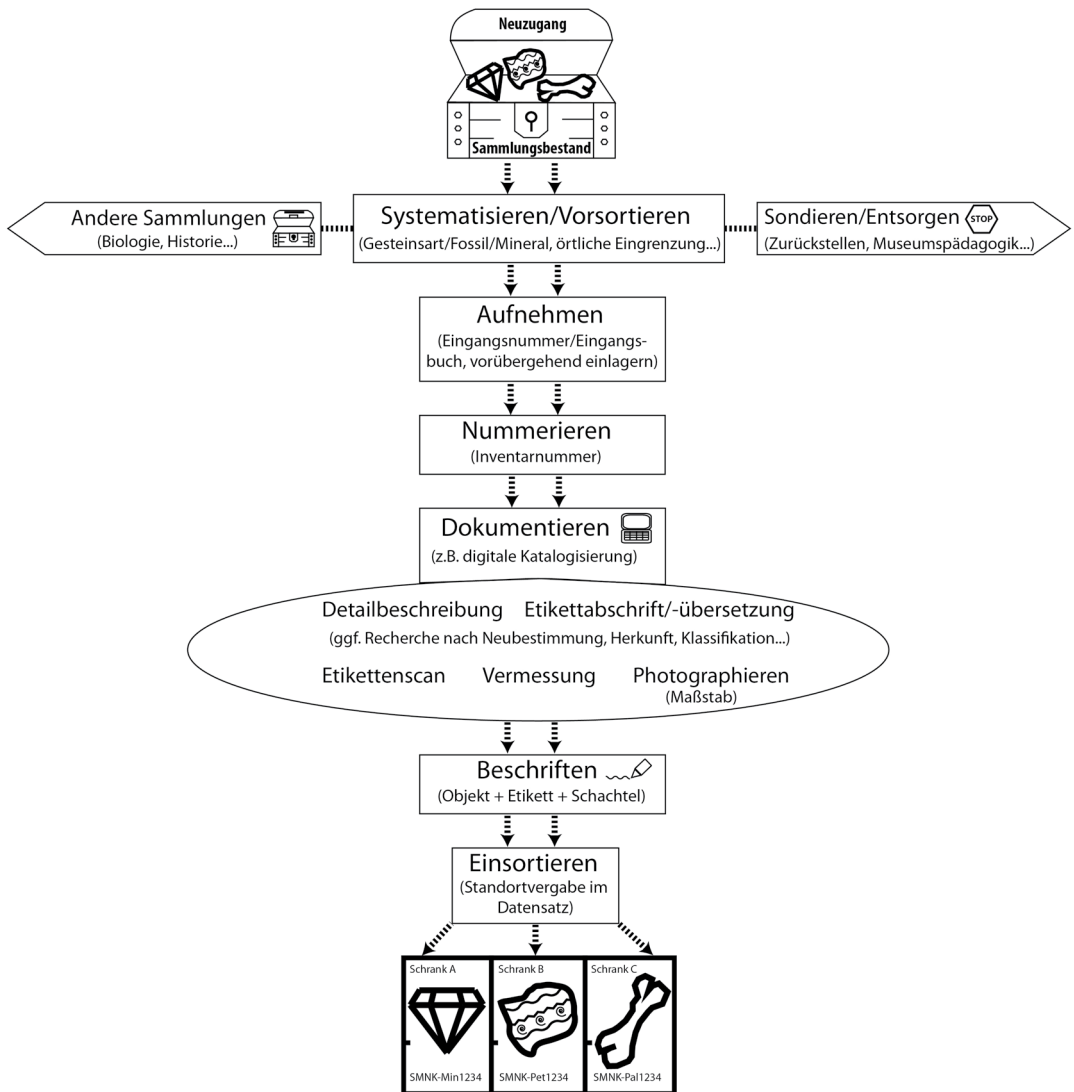 Neuzugang
Sammlungsbestand
Andere Sammlungen
(Biologie, Historie...)
Systematisieren/Vorsortieren
(Gesteinsart/Fossil/Mineral, örtliche Eingrenzung...)
Sondieren/Entsorgen STOP
(Zurückstellen, Museumspädagogik...)
Aufnehmen
(Eingangsnummer/Eingangs-
buch, vorübergehend einlagern)
Nummerieren
(Inventarnummer)
Dokumentieren
(z.B. digitale Katalogisierung)
Detailbeschreibung Etikettabschrift/-übersetzung
(ggf. Recherche nach Neubestimmung, Herkunft, Klassifikation...)
Etikettenscan Vermessung Photographieren
(Maßstab)
Beschriften
(Objekt + Etikett + Schachtel)
Einsortieren
(Standortvergabe im
Datensatz)
Schrank A Schrank B Schrank C
SMNK-Min1234 SMNK-Pet1234 SMNK-Pal1234